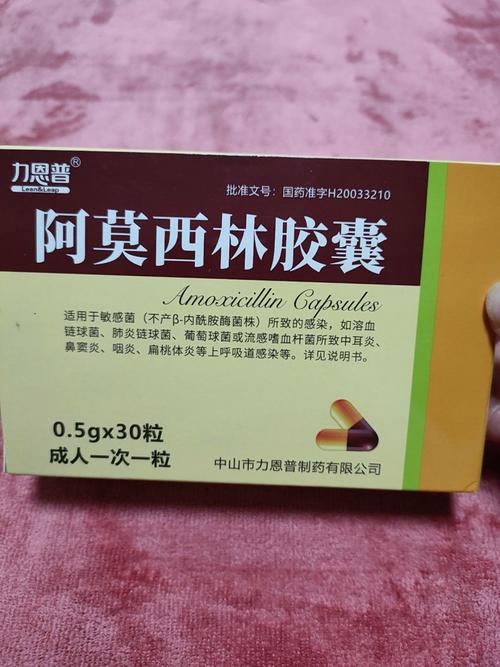 力恩普®
Lean&Leap
批准文号：国药准字H20033210
阿莫西林胶囊
Amoxicillin Capsules
适用于敏感菌（不产β-内酰胺酶菌株）所致的感染，如溶血
链球菌、肺炎链球菌、葡萄球菌或流感嗜血杆菌所致中耳炎、
鼻窦炎、咽炎、扁桃体炎等上呼吸道感染等。详见说明书。
0.5gx30粒
成人一次一粒
中山市力恩普制药有限公司